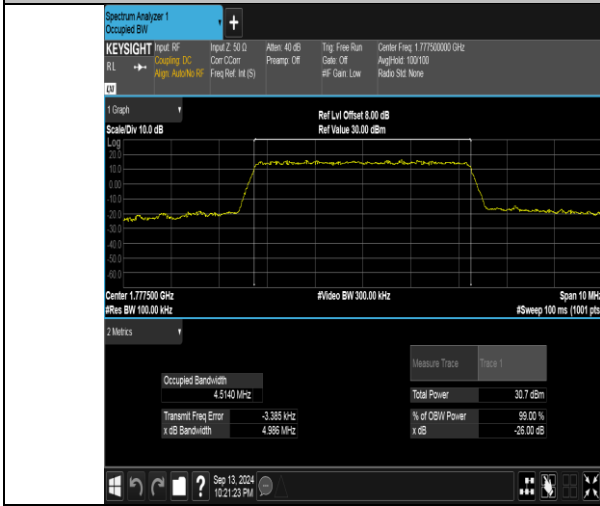 Spectrum Analyzer 1
Occupied BW
+
KEYSIGHT Input: RF Input Z: 50 Ω Atten: 40 dB Trig: Free Run Center Freq: 1.777500000 GHz
RL Coupling: DC Corr CCorr Preamp: Off Gate: Off Avg|Hold: 100/100
Align: Auto/No RF Freq Ref: Int (S) #IF Gain: Low Radio Std: None
LXI
1 Graph
Ref Lvl Offset 8.00 dB
Scale/Div 10.0 dB Ref Value 30.00 dBm
Log
20.0
10.0
0.00
-10.0
-20.0
-30.0
-40.0
-50.0
-60.0
Center 1.777500 GHz #Video BW 300.00 kHz Span 10 MHz
#Res BW 100.00 kHz #Sweep 100 ms (1001 pts
2 Metrics
Measure Trace Trace 1
Occupied Bandwidth
4.5140 MHz Total Power 30.7 dBm
Transmit Freq Error -3.385 kHz % of OBW Power 99.00 %
x dB Bandwidth 4.986 MHz x dB -26.00 dB
? Sep 13, 2024
10:21:23 PM